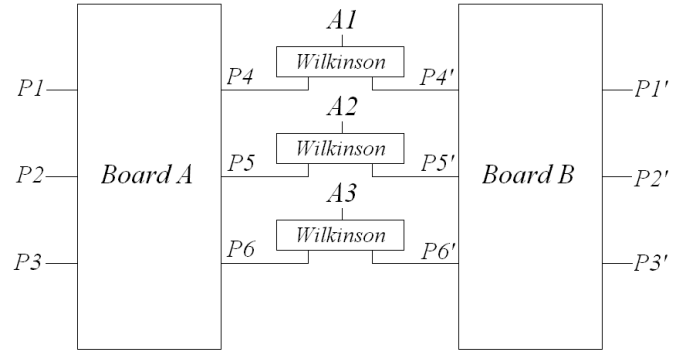 A1
Wilkinson
P1 P4 P4' P1'
A2
Wilkinson
P2 Board A P5 P5' Board B P2'
A3
Wilkinson
P3 P6 P6' P3'